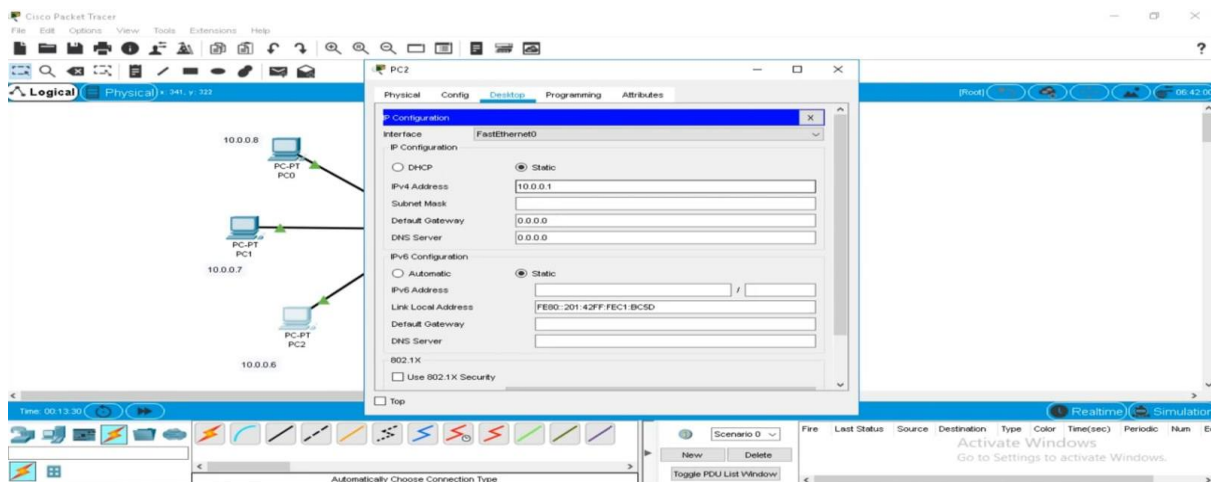 Cisco Packet Tracer
File Edit Options View Tools Extensions Help
?
Logical Physical x: 341, y: 322
[Root] 06:42:00
PC2
Physical Config Desktop Programming Attributes
IP Configuration X
Interface FastEthernet0
IP Configuration
DHCP Static
IPv4 Address 10.0.0.1
Subnet Mask
Default Gateway 0.0.0.0
DNS Server 0.0.0.0
IPv6 Configuration
Automatic Static
IPv6 Address /
Link Local Address FE80::201:42FF:FEC1:BC5D
Default Gateway
DNS Server
802.1X
Use 802.1X Security
Top
10.0.0.8
PC-PT
PC0
PC-PT
PC1
10.0.0.7
PC-PT
PC2
10.0.0.6
Time: 00:13:30
Realtime Simulation
Scenario 0
New Delete
Toggle PDU List Window
Fire Last Status Source Destination Type Color Time(sec) Periodic Num
Activate Windows
Go to Settings to activate Windows.
Automatically Choose Connection Type